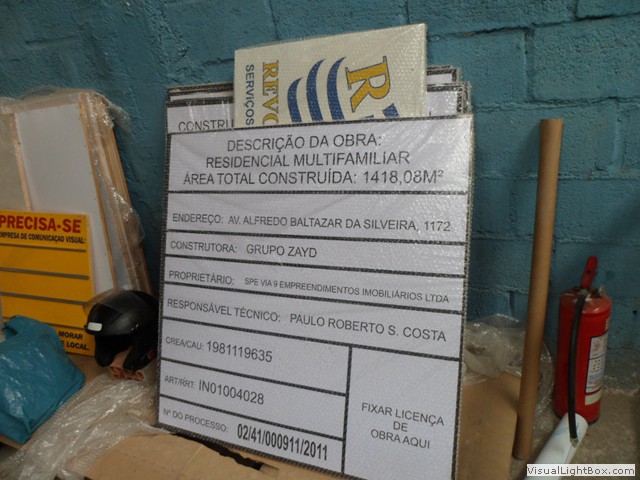 REVO
SERVIÇOS
CONSTRU
DESCRIÇÃO DA OBRA:
RESIDENCIAL MULTIFAMILIAR
ÁREA TOTAL CONSTRUÍDA: 1418,08M²
ENDEREÇO: AV. ALFREDO BALTAZAR DA SILVEIRA, 1172
CONSTRUTORA: GRUPO ZAYD
PROPRIETÁRIO: SPE VIA 9 EMPREENDIMENTOS IMOBILIÁRIOS LTDA
RESPONSÁVEL TÉCNICO: PAULO ROBERTO S. COSTA
CREA/CAU: 1981119635
ART/RRT: IN01004028
Nº DO PROCESSO: 02/41/000911/2011
FIXAR LICENÇA
DE OBRA AQUI
PRECISA-SE
EMPRESA DE COMUNICAÇÃO VISUAL:
MORAR
LOCAL.
VisualLightBox.com